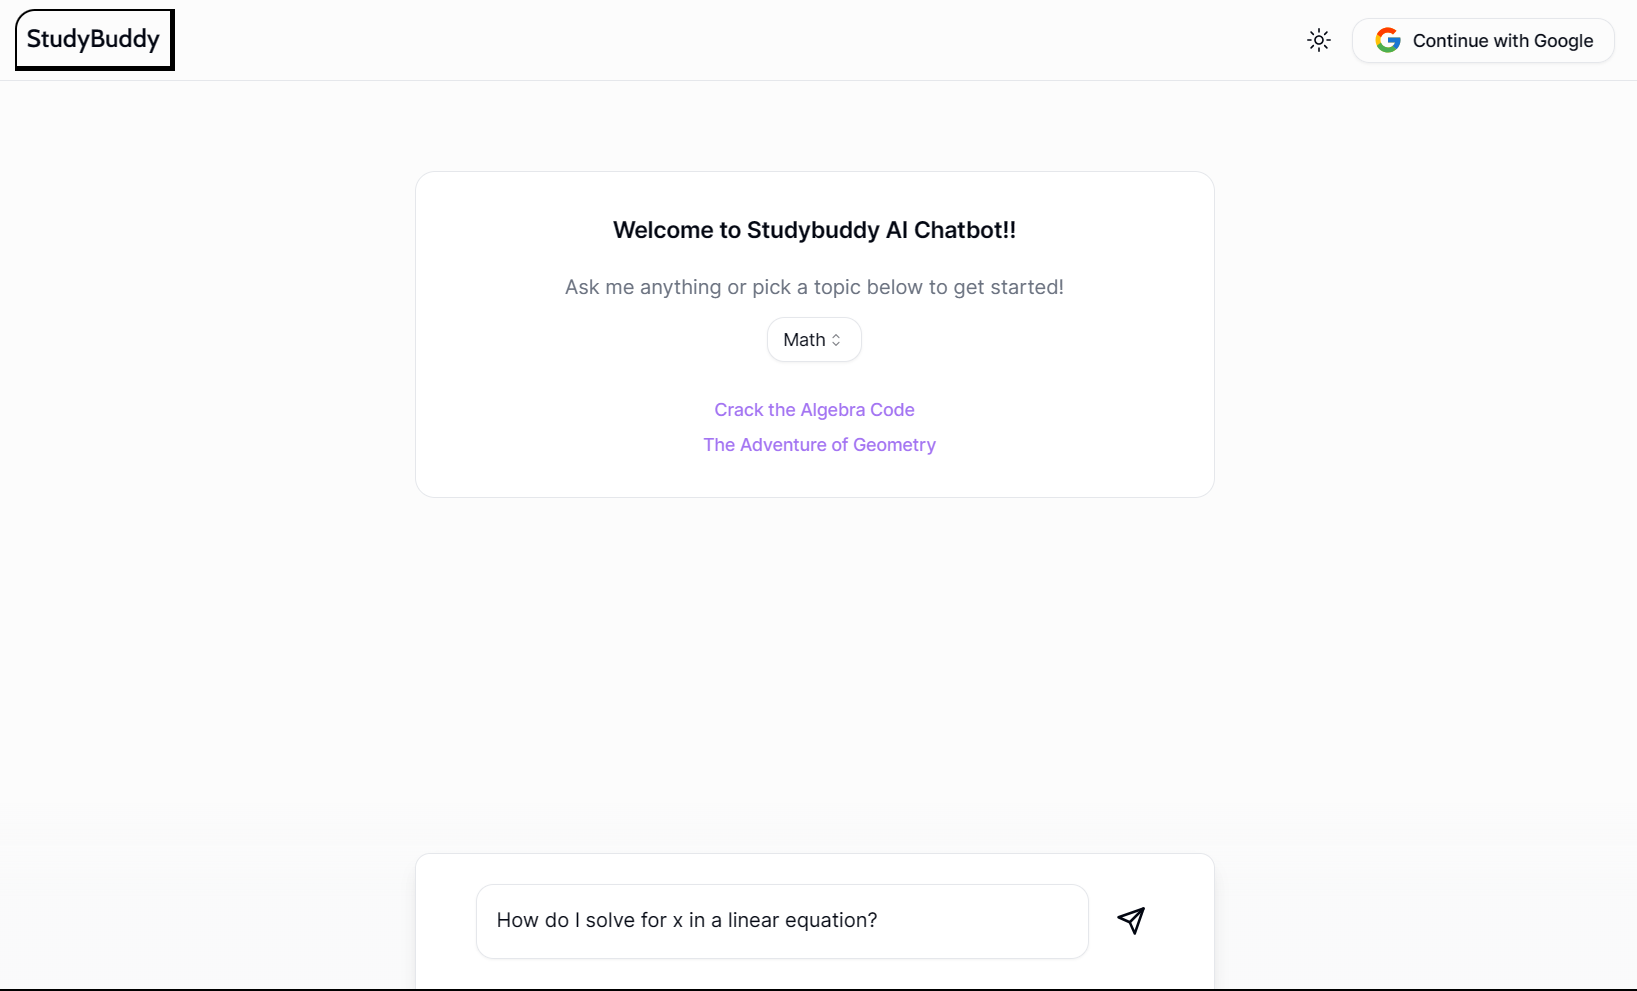 StudyBuddy
Continue with Google
Welcome to Studybuddy AI Chatbot!!
Ask me anything or pick a topic below to get started!
Math
Crack the Algebra Code
The Adventure of Geometry
How do I solve for x in a linear equation?